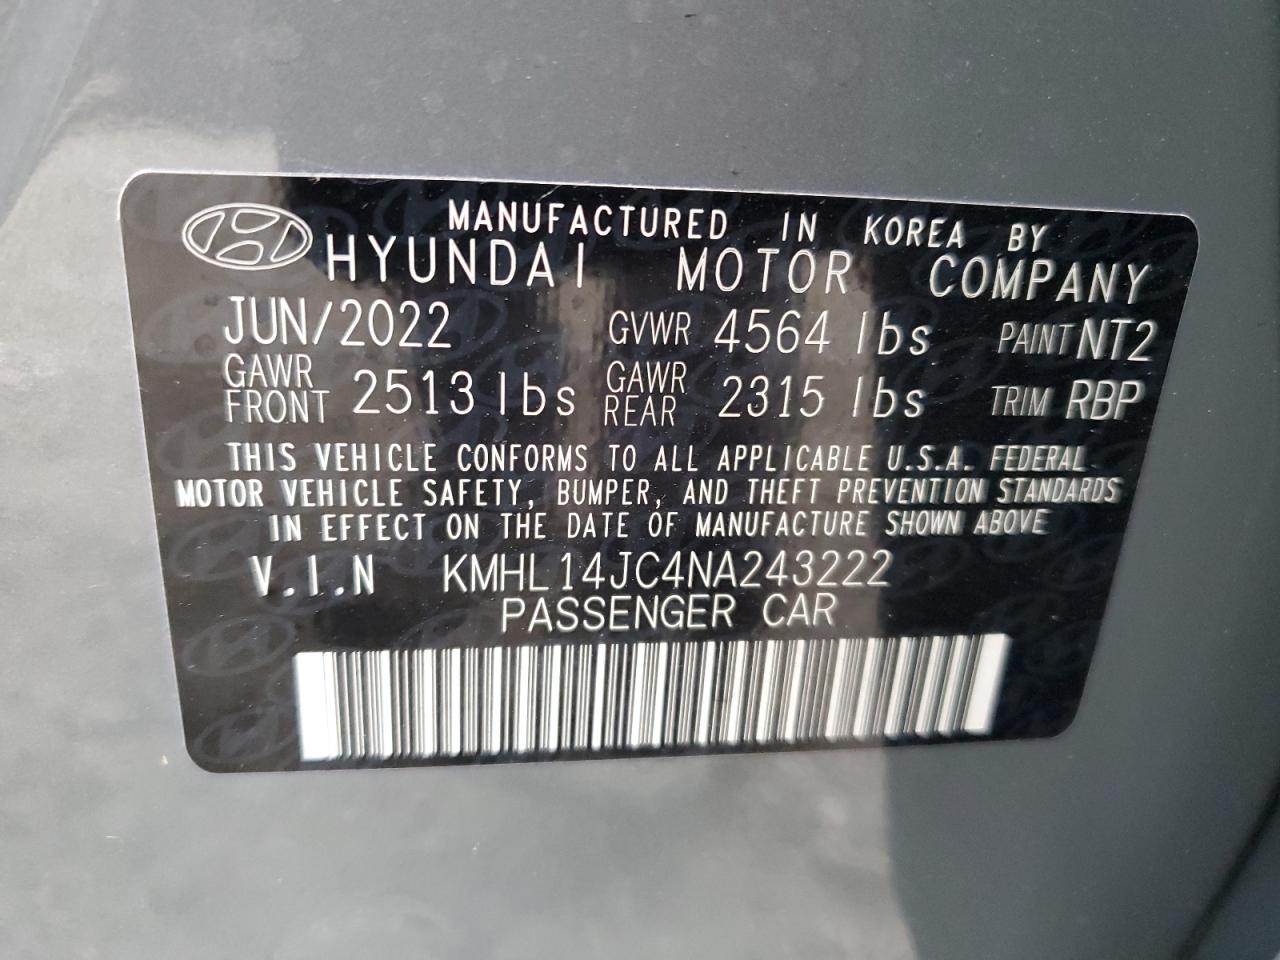 MANUFACTURED IN KOREA BY
HYUNDAI MOTOR COMPANY
JUN/2022 GVWR 4564 lbs PAINT NT2
GAWR FRONT 2513 lbs GAWR REAR 2315 lbs TRIM RBP
THIS VEHICLE CONFORMS TO ALL APPLICABLE U.S.A. FEDERAL
MOTOR VEHICLE SAFETY, BUMPER, AND THEFT PREVENTION STANDARDS
IN EFFECT ON THE DATE OF MANUFACTURE SHOWN ABOVE
V.I.N KMHL14JC4NA243222
PASSENGER CAR